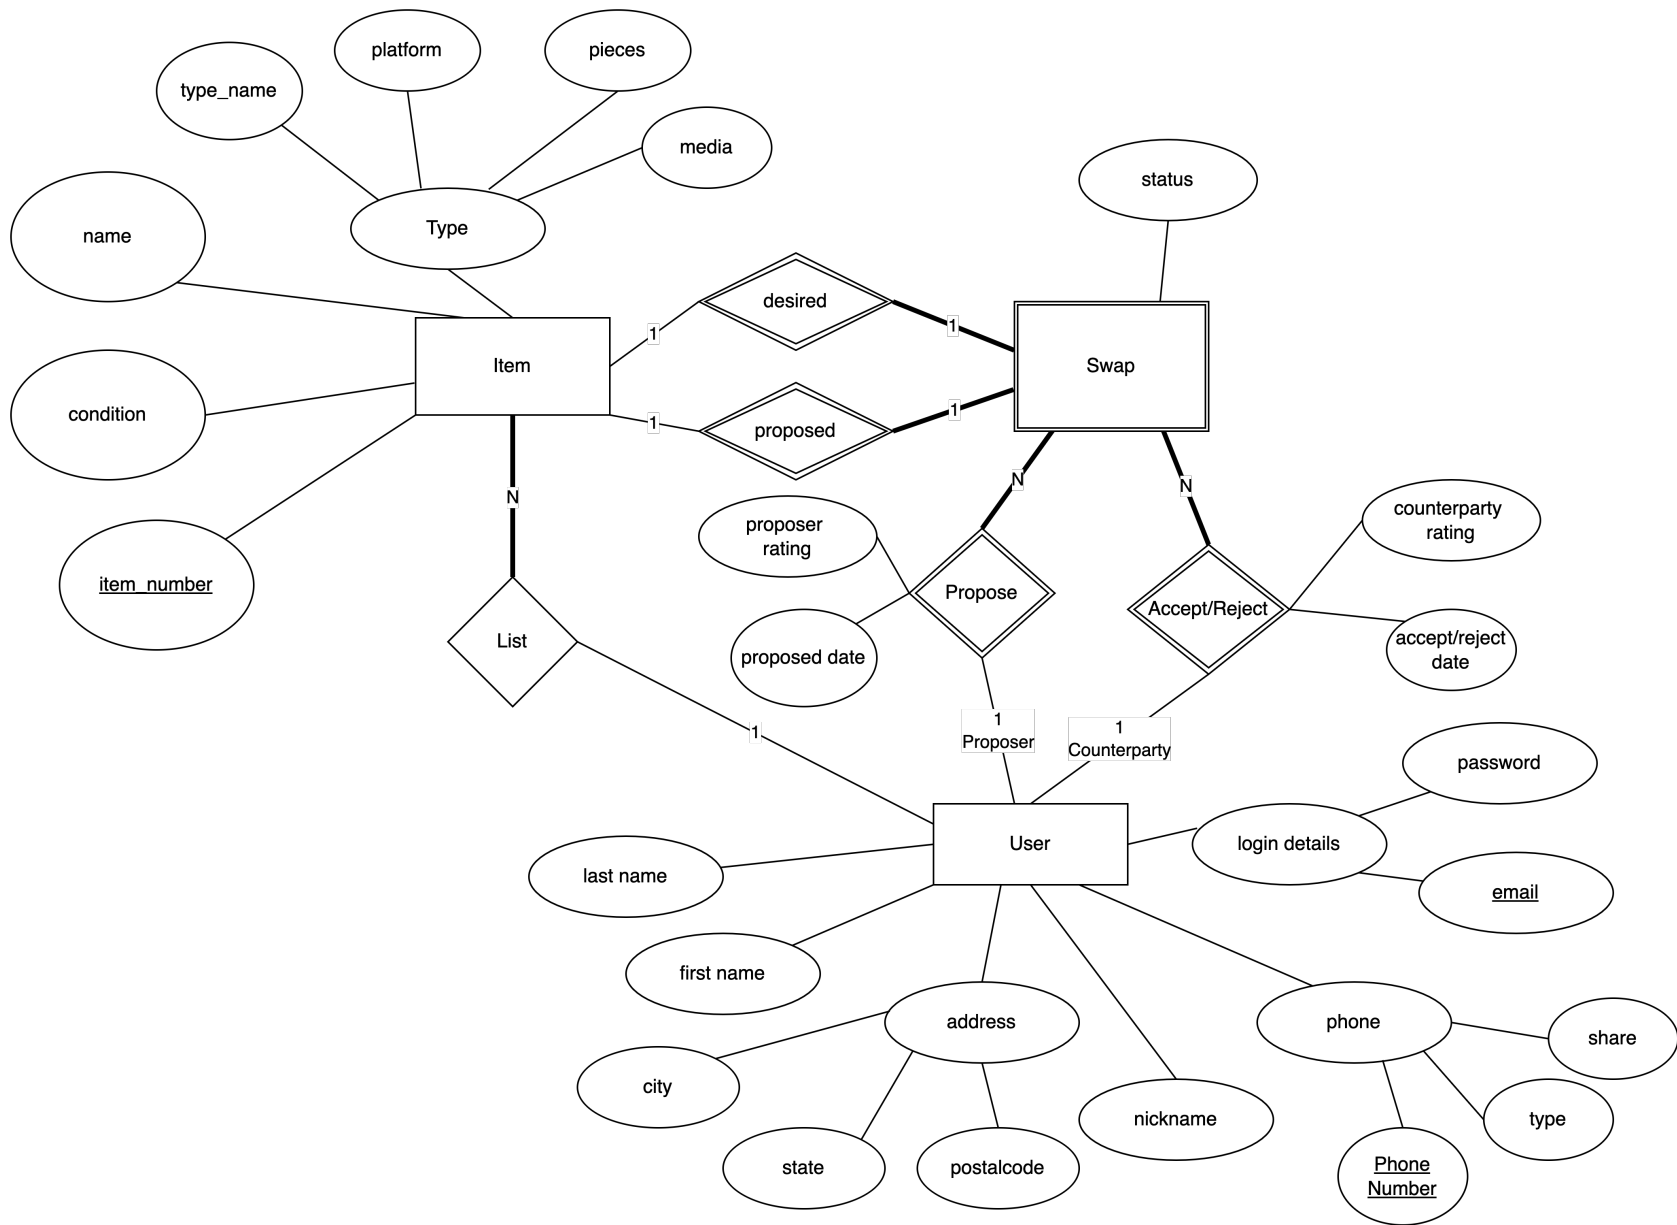 platform
pieces
type_name
media
status
name
Type
desired
1
1
Item
Swap
condition
1
1
proposed
N
N
N
counterparty
rating
proposer
rating
item_number
Propose
Accept/Reject
List
accept/reject
date
proposed date
1
Proposer
1
Counterparty
1
password
User
login details
last name
email
first name
address
phone
share
city
nickname
type
state
postalcode
Phone
Number